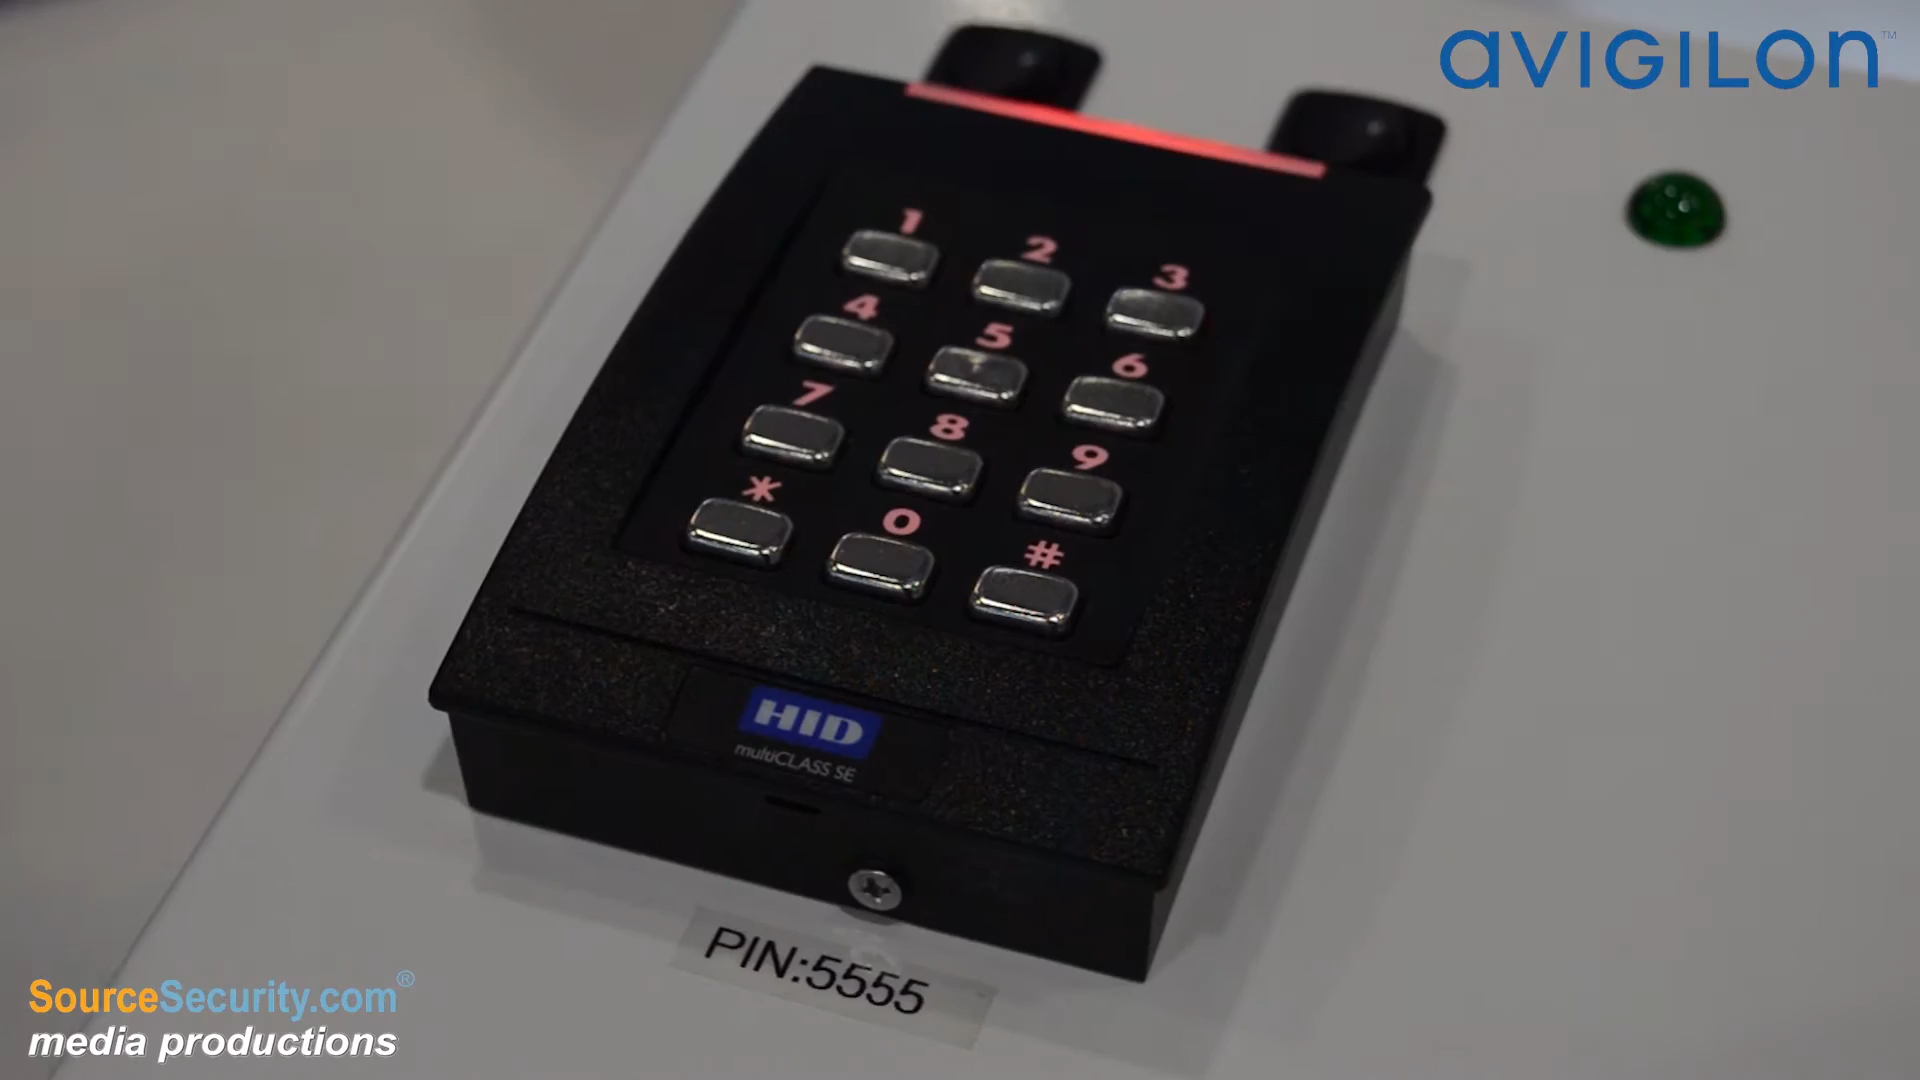 aVIGILOn™
1
2
3
4
5
6
7
8
9
*
0
#
HID
multiCLASS SE
PIN:5555
SourceSecurity.com®
media productions